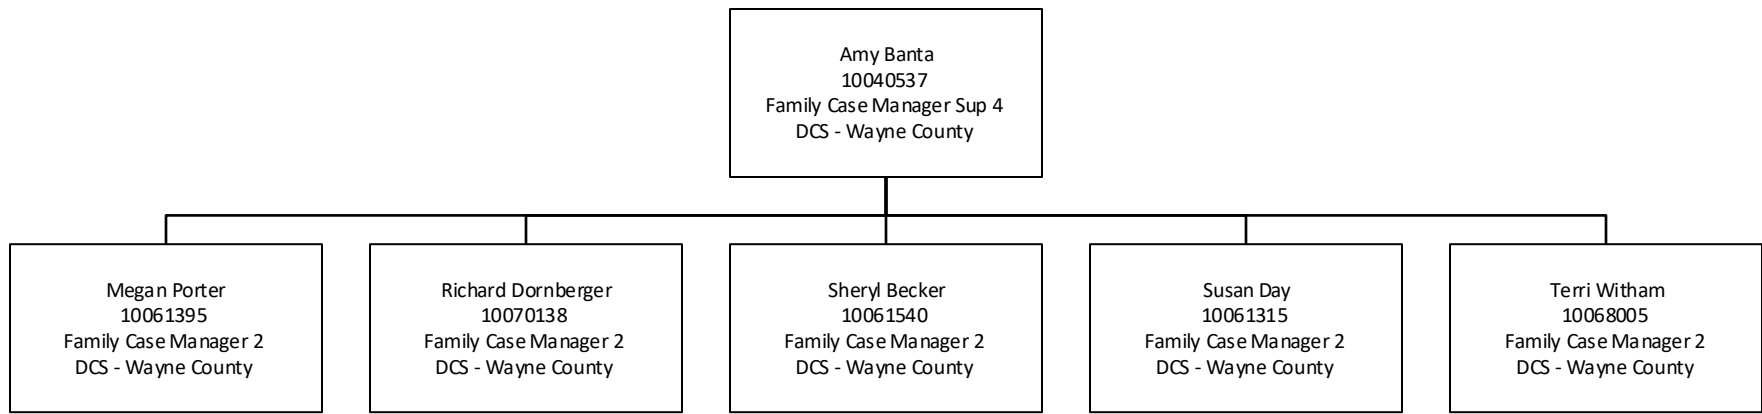 Amy Banta
10040537
Family Case Manager Sup 4
DCS - Wayne County
Megan Porter
10061395
Family Case Manager 2
DCS - Wayne County
Richard Dornberger
10070138
Family Case Manager 2
DCS - Wayne County
Sheryl Becker
10061540
Family Case Manager 2
DCS - Wayne County
Susan Day
10061315
Family Case Manager 2
DCS - Wayne County
Terri Witham
10068005
Family Case Manager 2
DCS - Wayne County